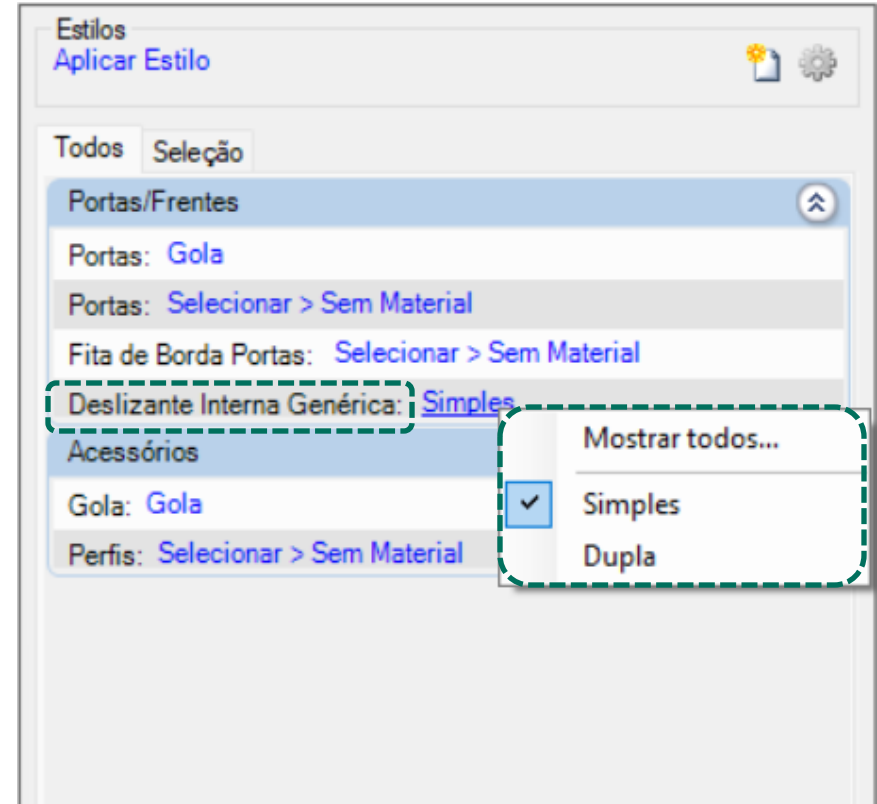 Estilos
Aplicar Estilo
Todos Seleção
Portas/Frentes
Portas: Gola
Portas: Selecionar > Sem Material
Fita de Borda Portas: Selecionar > Sem Material
Deslizante Interna Genérica: Simples
Mostrar todos...
Simples
Dupla
Acessórios
Gola: Gola
Perfis: Selecionar > Sem Material